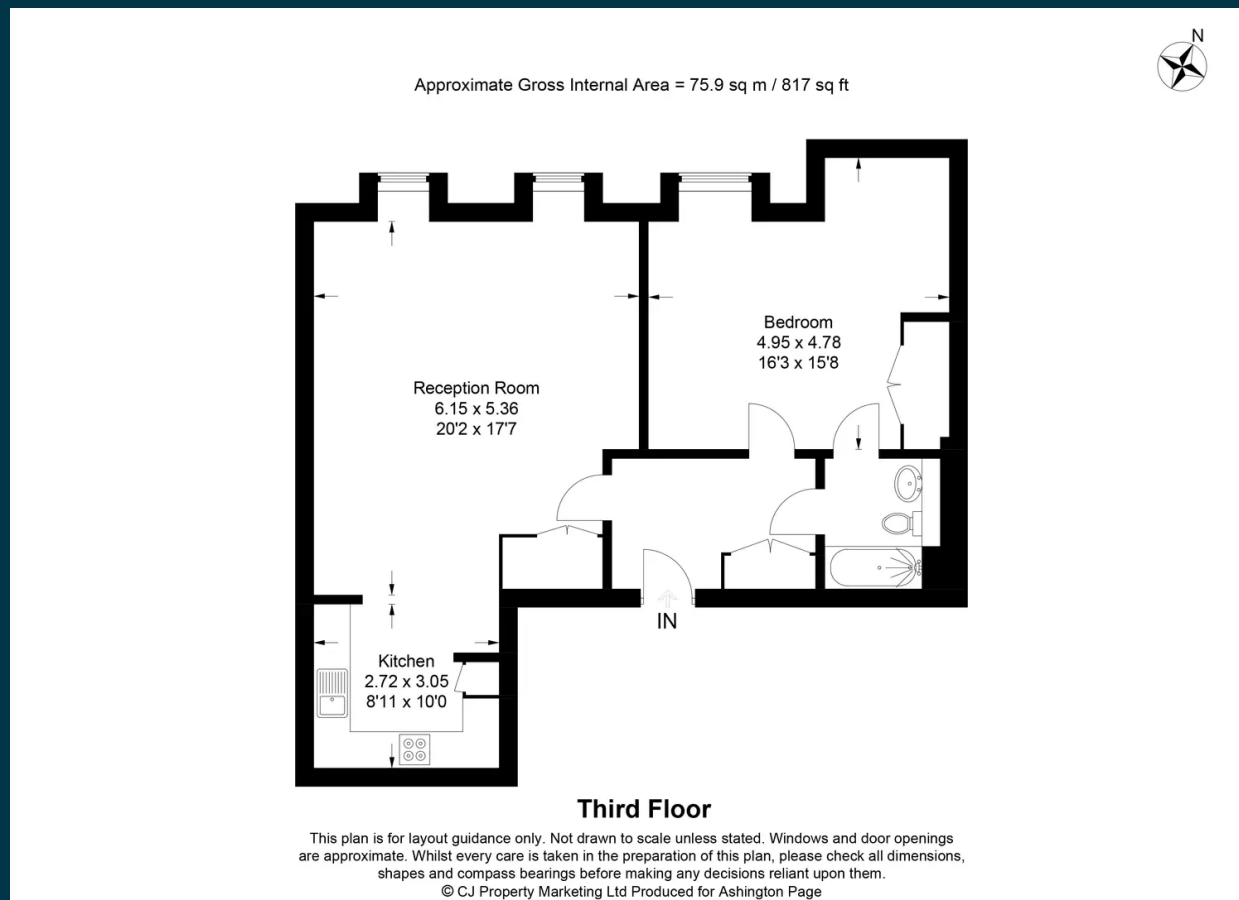 N
Approximate Gross Internal Area = 75.9 sq m / 817 sq ft
Bedroom
4.95 x 4.78
16'3 x 15'8
Reception Room
6.15 x 5.36
20'2 x 17'7
IN
Kitchen
2.72 x 3.05
8'11 x 10'0
Third Floor
This plan is for layout guidance only. Not drawn to scale unless stated. Windows and door openings
are approximate. Whilst every care is taken in the preparation of this plan, please check all dimensions,
shapes and compass bearings before making any decisions reliant upon them.
© CJ Property Marketing Ltd Produced for Ashington Page